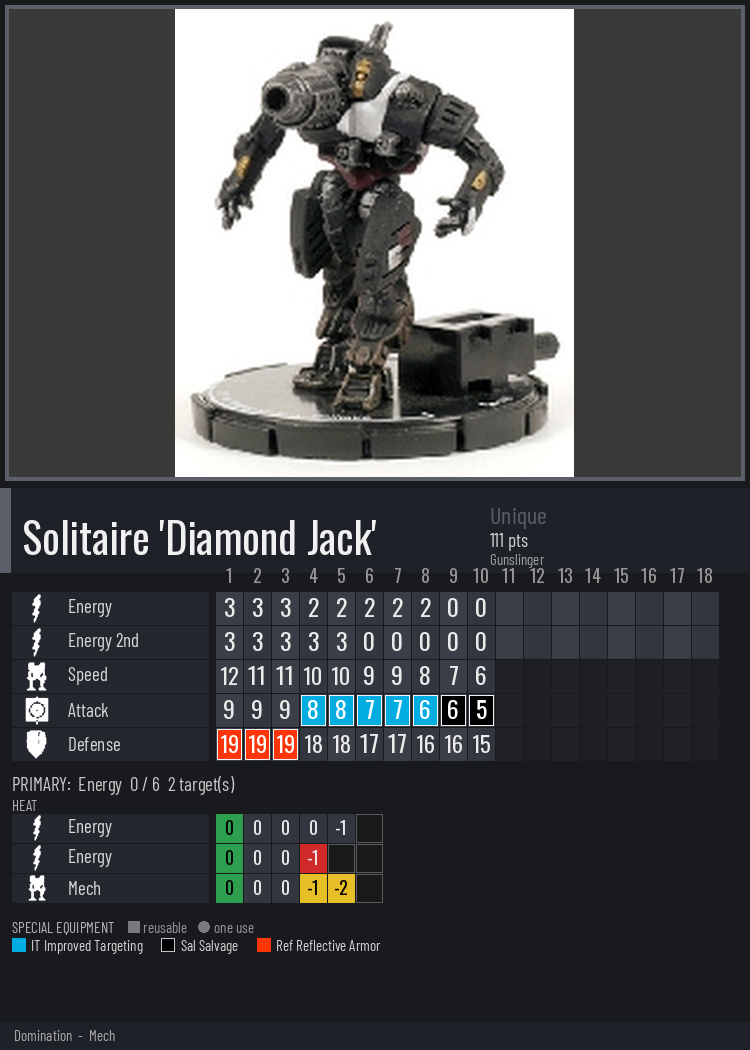 Solitaire 'Diamond Jack'
Unique
111 pts
Gunslinger
1 2 3 4 5 6 7 8 9 10 11 12 13 14 15 16 17 18
Energy 3 3 3 2 2 2 2 2 0 0
Energy 2nd 3 3 3 3 3 0 0 0 0 0
Speed 12 11 11 10 10 9 9 8 7 6
Attack 9 9 9 8 8 7 7 6 6 5
Defense 19 19 19 18 18 17 17 16 16 15
PRIMARY: Energy 0 / 6 2 target(s)
HEAT
Energy 0 0 0 0 -1
Energy 0 0 0 -1
Mech 0 0 0 -1 -2
SPECIAL EQUIPMENT reusable one use
IT Improved Targeting Sal Salvage Ref Reflective Armor
Domination - Mech